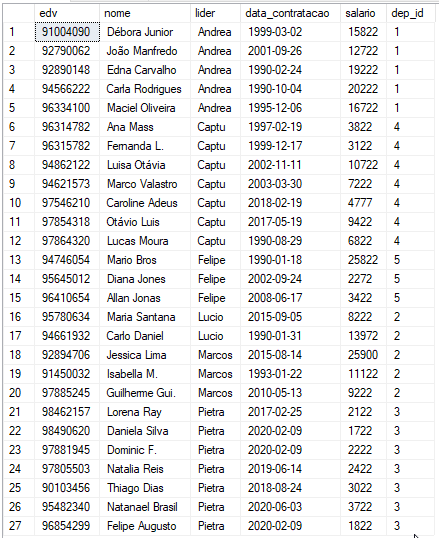 edv nome lider data_contratacao salario dep_id
1 91004090 Débora Junior Andrea 1999-03-02 15822 1
2 92790062 João Manfredo Andrea 2001-09-26 12722 1
3 92890148 Edna Carvalho Andrea 1990-02-24 19222 1
4 94566222 Carla Rodrigues Andrea 1990-10-04 20222 1
5 96334100 Maciel Oliveira Andrea 1995-12-06 16722 1
6 96314782 Ana Mass Captu 1997-02-19 3822 4
7 96315782 Fernanda L. Captu 1999-12-17 3122 4
8 94862122 Luisa Otávia Captu 2002-11-11 10722 4
9 94621573 Marco Valastro Captu 2003-03-30 7222 4
10 97546210 Caroline Adeus Captu 2018-02-19 4777 4
11 97854318 Otávio Luis Captu 2017-05-19 9422 4
12 97864320 Lucas Moura Captu 1990-08-29 6822 4
13 94746054 Mario Bros Felipe 1990-01-18 25822 5
14 95645012 Diana Jones Felipe 2002-09-24 2272 5
15 96410654 Allan Jonas Felipe 2008-06-17 3422 5
16 95780634 Maria Santana Lucio 2015-09-05 8222 2
17 94661932 Carlo Daniel Lucio 1990-01-31 13972 2
18 92894706 Jessica Lima Marcos 2015-08-14 25900 2
19 91450032 Isabella M. Marcos 1993-01-22 11122 2
20 97885245 Guilherme Gui. Marcos 2010-05-13 9222 2
21 98462157 Lorena Ray Pietra 2017-02-25 2122 3
22 98490620 Daniela Silva Pietra 2020-02-09 1722 3
23 97881945 Dominic F. Pietra 2020-02-09 2222 3
24 97805503 Natalia Reis Pietra 2019-06-14 2422 3
25 90103456 Thiago Dias Pietra 2018-08-24 3022 3
26 95482340 Natanael Brasil Pietra 2020-06-03 3722 3
27 96854299 Felipe Augusto Pietra 2020-02-09 1822 3